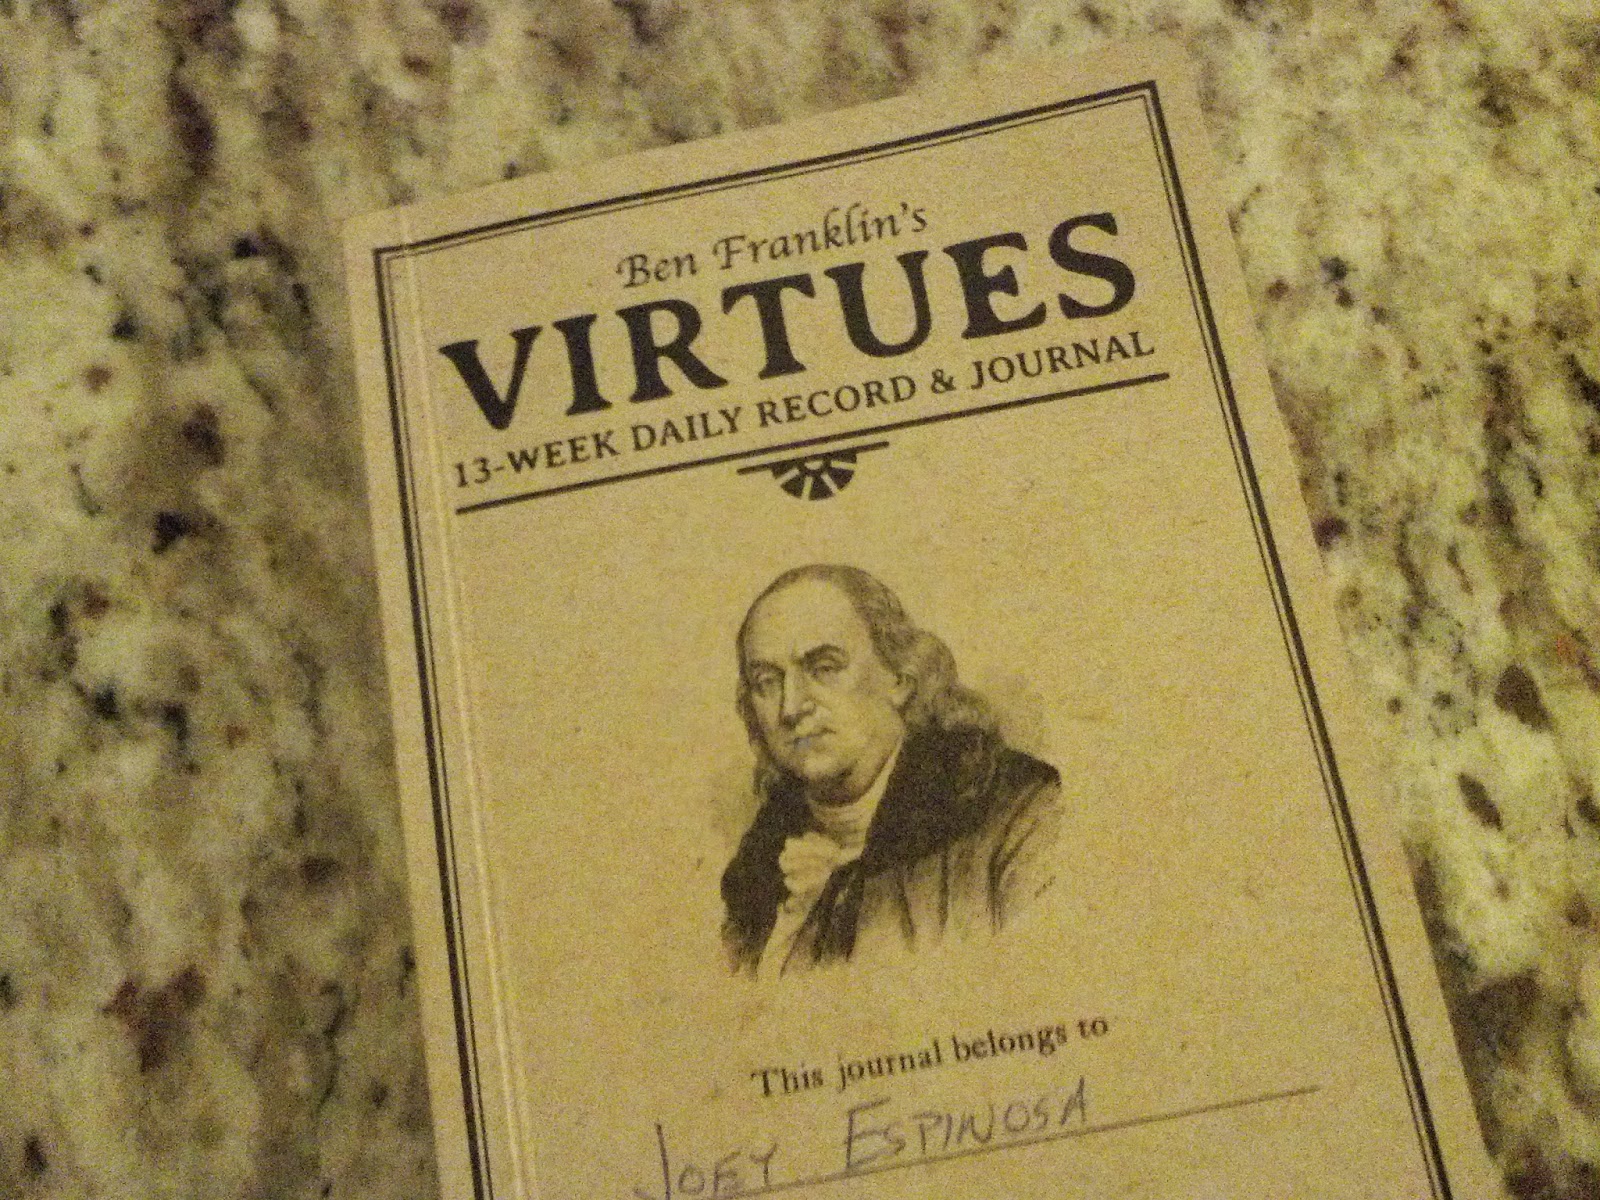 Ben Franklin's
VIRTUES
13-WEEK DAILY RECORD & JOURNAL
This journal belongs to
JOEY ESPINOSA